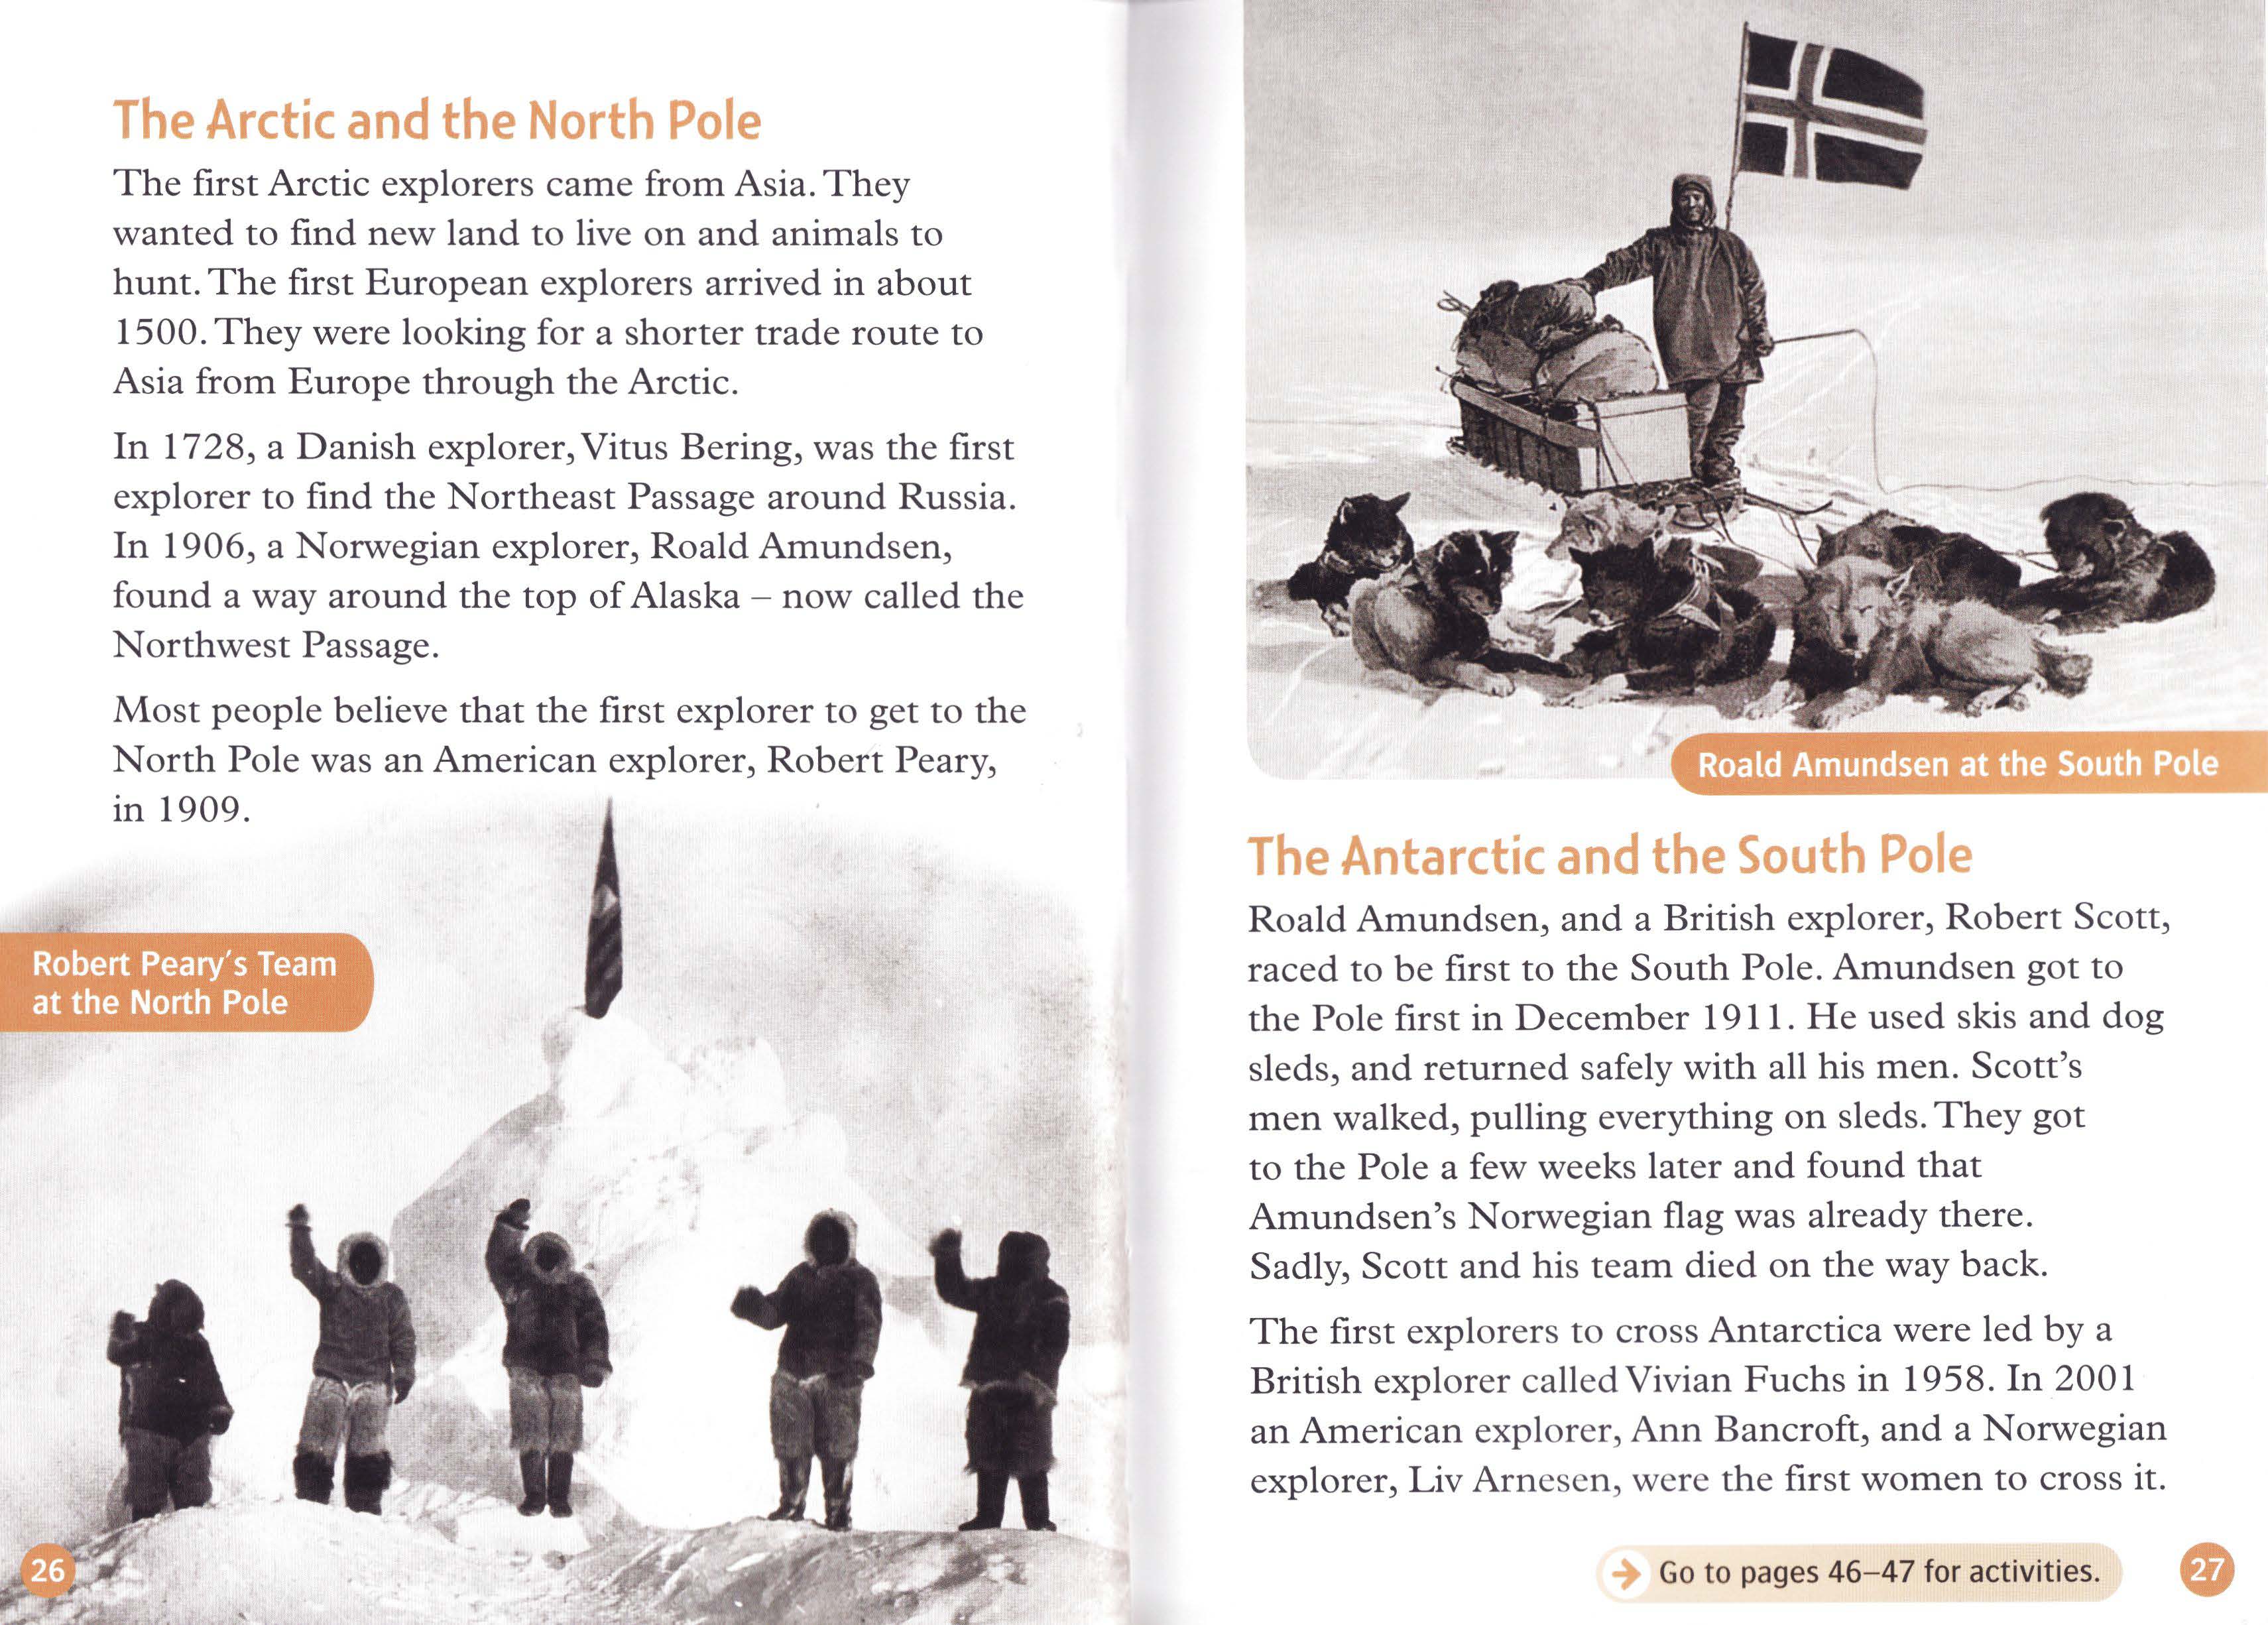 The Arctic and the North Pole
The first Arctic explorers came from Asia. They
wanted to find new land to live on and animals to
hunt. The first European explorers arrived in about
1500. They were looking for a shorter trade route to
Asia from Europe through the Arctic.
In 1728, a Danish explorer, Vitus Bering, was the first
explorer to find the Northeast Passage around Russia.
In 1906, a Norwegian explorer, Roald Amundsen,
found a way around the top of Alaska – now called the
Northwest Passage.
Most people believe that the first explorer to get to the
North Pole was an American explorer, Robert Peary,
in 1909.
Robert Peary's Team
at the North Pole
26
Roald Amundsen at the South Pole
The Antarctic and the South Pole
Roald Amundsen, and a British explorer, Robert Scott,
raced to be first to the South Pole. Amundsen got to
the Pole first in December 1911. He used skis and dog
sleds, and returned safely with all his men. Scott's
men walked, pulling everything on sleds. They got
to the Pole a few weeks later and found that
Amundsen's Norwegian flag was already there.
Sadly, Scott and his team died on the way back.
The first explorers to cross Antarctica were led by a
British explorer called Vivian Fuchs in 1958. In 2001
an American explorer, Ann Bancroft, and a Norwegian
explorer, Liv Arnesen, were the first women to cross it.
Go to pages 46–47 for activities.
27